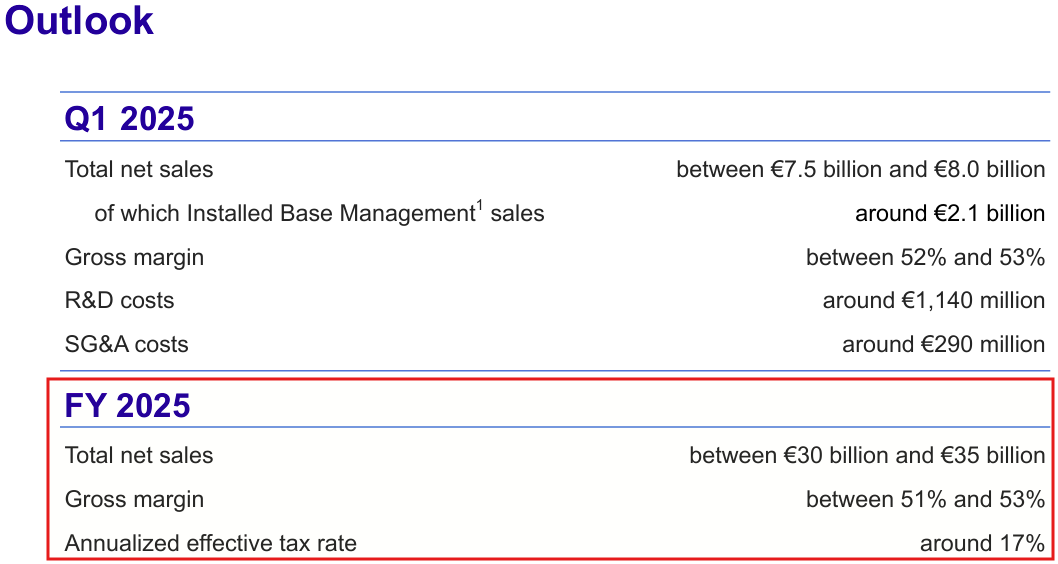 Outlook
Q1 2025
Total net sales between €7.5 billion and €8.0 billion
of which Installed Base Management¹ sales around €2.1 billion
Gross margin between 52% and 53%
R&D costs around €1,140 million
SG&A costs around €290 million
FY 2025
Total net sales between €30 billion and €35 billion
Gross margin between 51% and 53%
Annualized effective tax rate around 17%